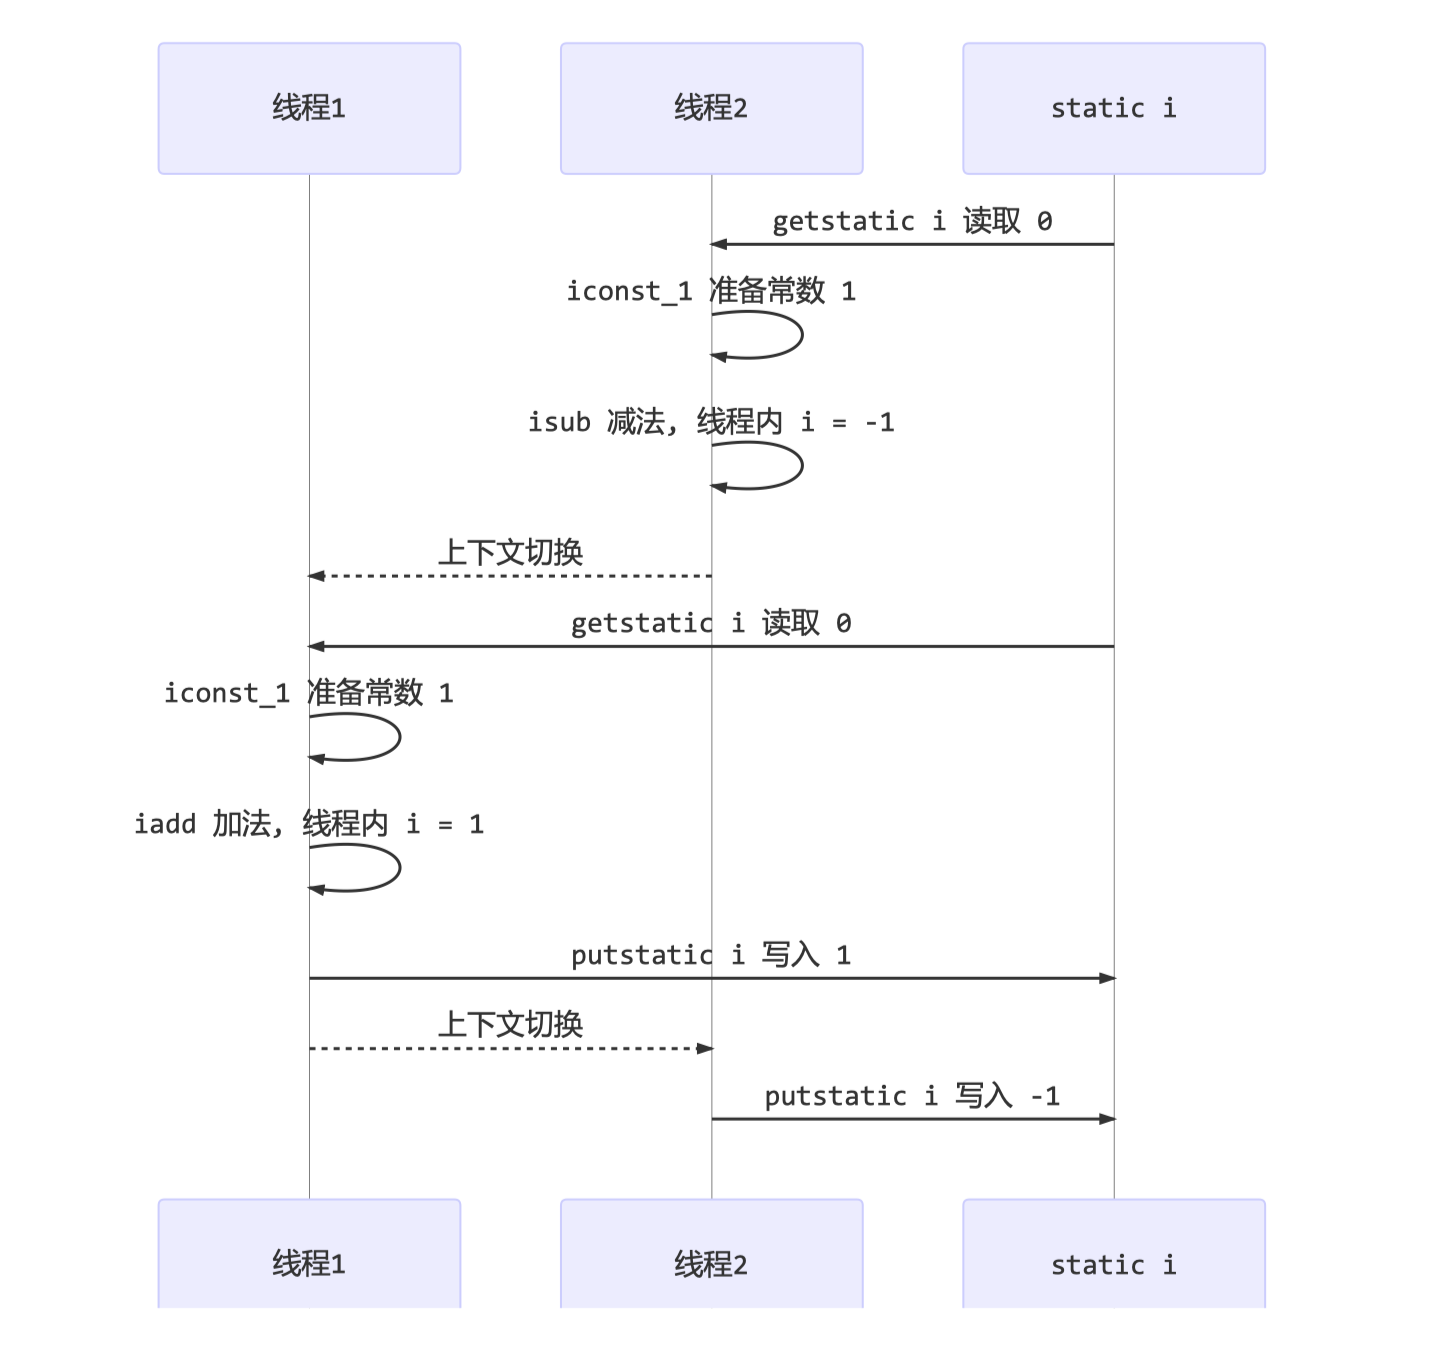 线程1
线程2
static i
getstatic i 读取 0
iconst_1 准备常数 1
isub 减法, 线程内 i = -1
上下文切换
getstatic i 读取 0
iconst_1 准备常数 1
iadd 加法, 线程内 i = 1
putstatic i 写入 1
上下文切换
putstatic i 写入 -1
线程1
线程2
static i